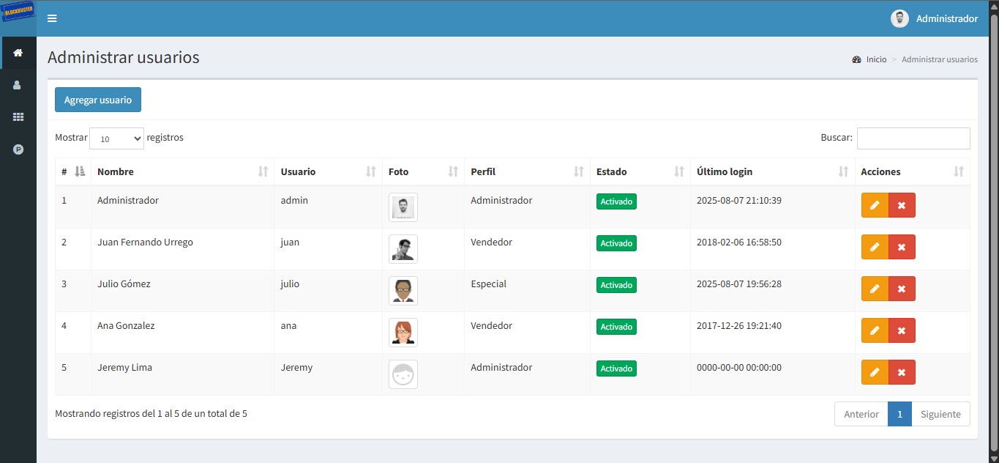 BLOCKBUSTER
Administrador
Administrar usuarios
Inicio > Administrar usuarios
Agregar usuario
Mostrar 10 registros
Buscar:
# Nombre Usuario Foto Perfil Estado Último login Acciones
1 Administrador admin Administrador Activado 2025-08-07 21:10:39
2 Juan Fernando Urrego juan Vendedor Activado 2018-02-06 16:58:50
3 Julio Gómez julio Especial Activado 2025-08-07 19:56:28
4 Ana Gonzalez ana Vendedor Activado 2017-12-26 19:21:40
5 Jeremy Lima Jeremy Administrador Activado 0000-00-00 00:00:00
Mostrando registros del 1 al 5 de un total de 5
Anterior 1 Siguiente